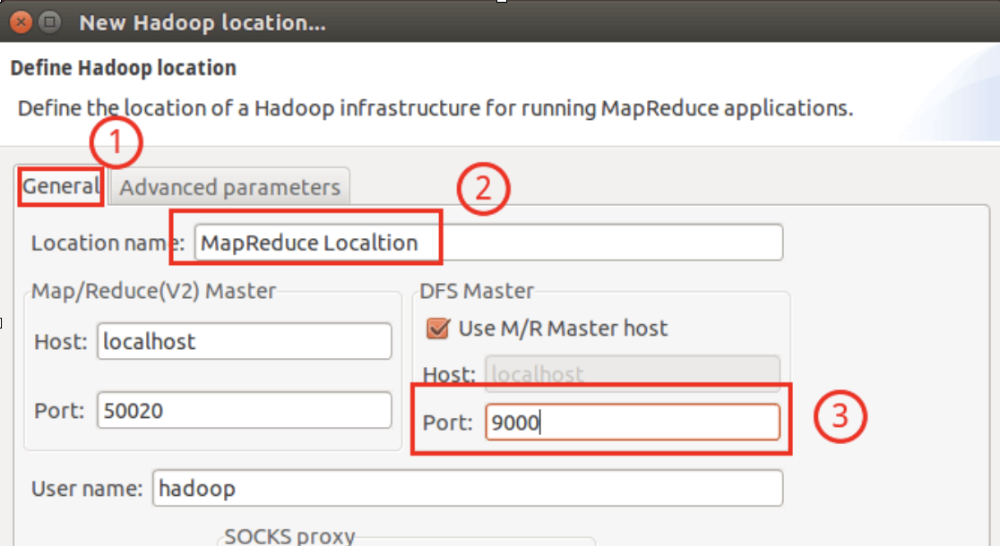 New Hadoop location...
Define Hadoop location
Define the location of a Hadoop infrastructure for running MapReduce applications.
1
General
Advanced parameters
2
Location name: MapReduce Localtion
Map/Reduce(V2) Master
Host: localhost
Port: 50020
DFS Master
Use M/R Master host
Host: localhost
Port: 9000
3
User name: hadoop
SOCKS proxy